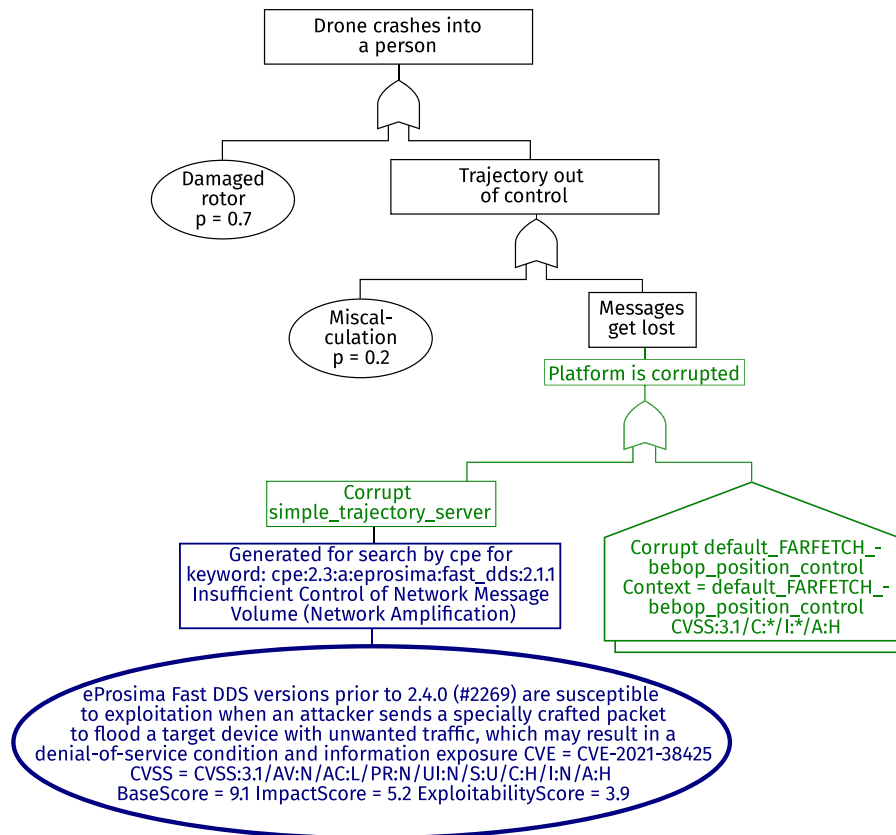 Drone crashes into
a person
Damaged
rotor
p = 0.7
Trajectory out
of control
Miscal-
culation
p = 0.2
Messages
get lost
Platform is corrupted
Corrupt
simple_trajectory_server
Generated for search by cpe for
keyword: cpe:2.3:a:eprosima:fast_dds:2.1.1
Insufficient Control of Network Message
Volume (Network Amplification)
Corrupt default_FARFETCH_-
bebop_position_control
Context = default_FARFETCH_-
bebop_position_control
CVSS:3.1/C:*/I:*/A:H
eProsima Fast DDS versions prior to 2.4.0 (#2269) are susceptible
to exploitation when an attacker sends a specially crafted packet
to flood a target device with unwanted traffic, which may result in a
denial-of-service condition and information exposure CVE = CVE-2021-38425
CVSS = CVSS:3.1/AV:N/AC:L/PR:N/UI:N/S:U/C:H/I:N/A:H
BaseScore = 9.1 ImpactScore = 5.2 ExploitabilityScore = 3.9